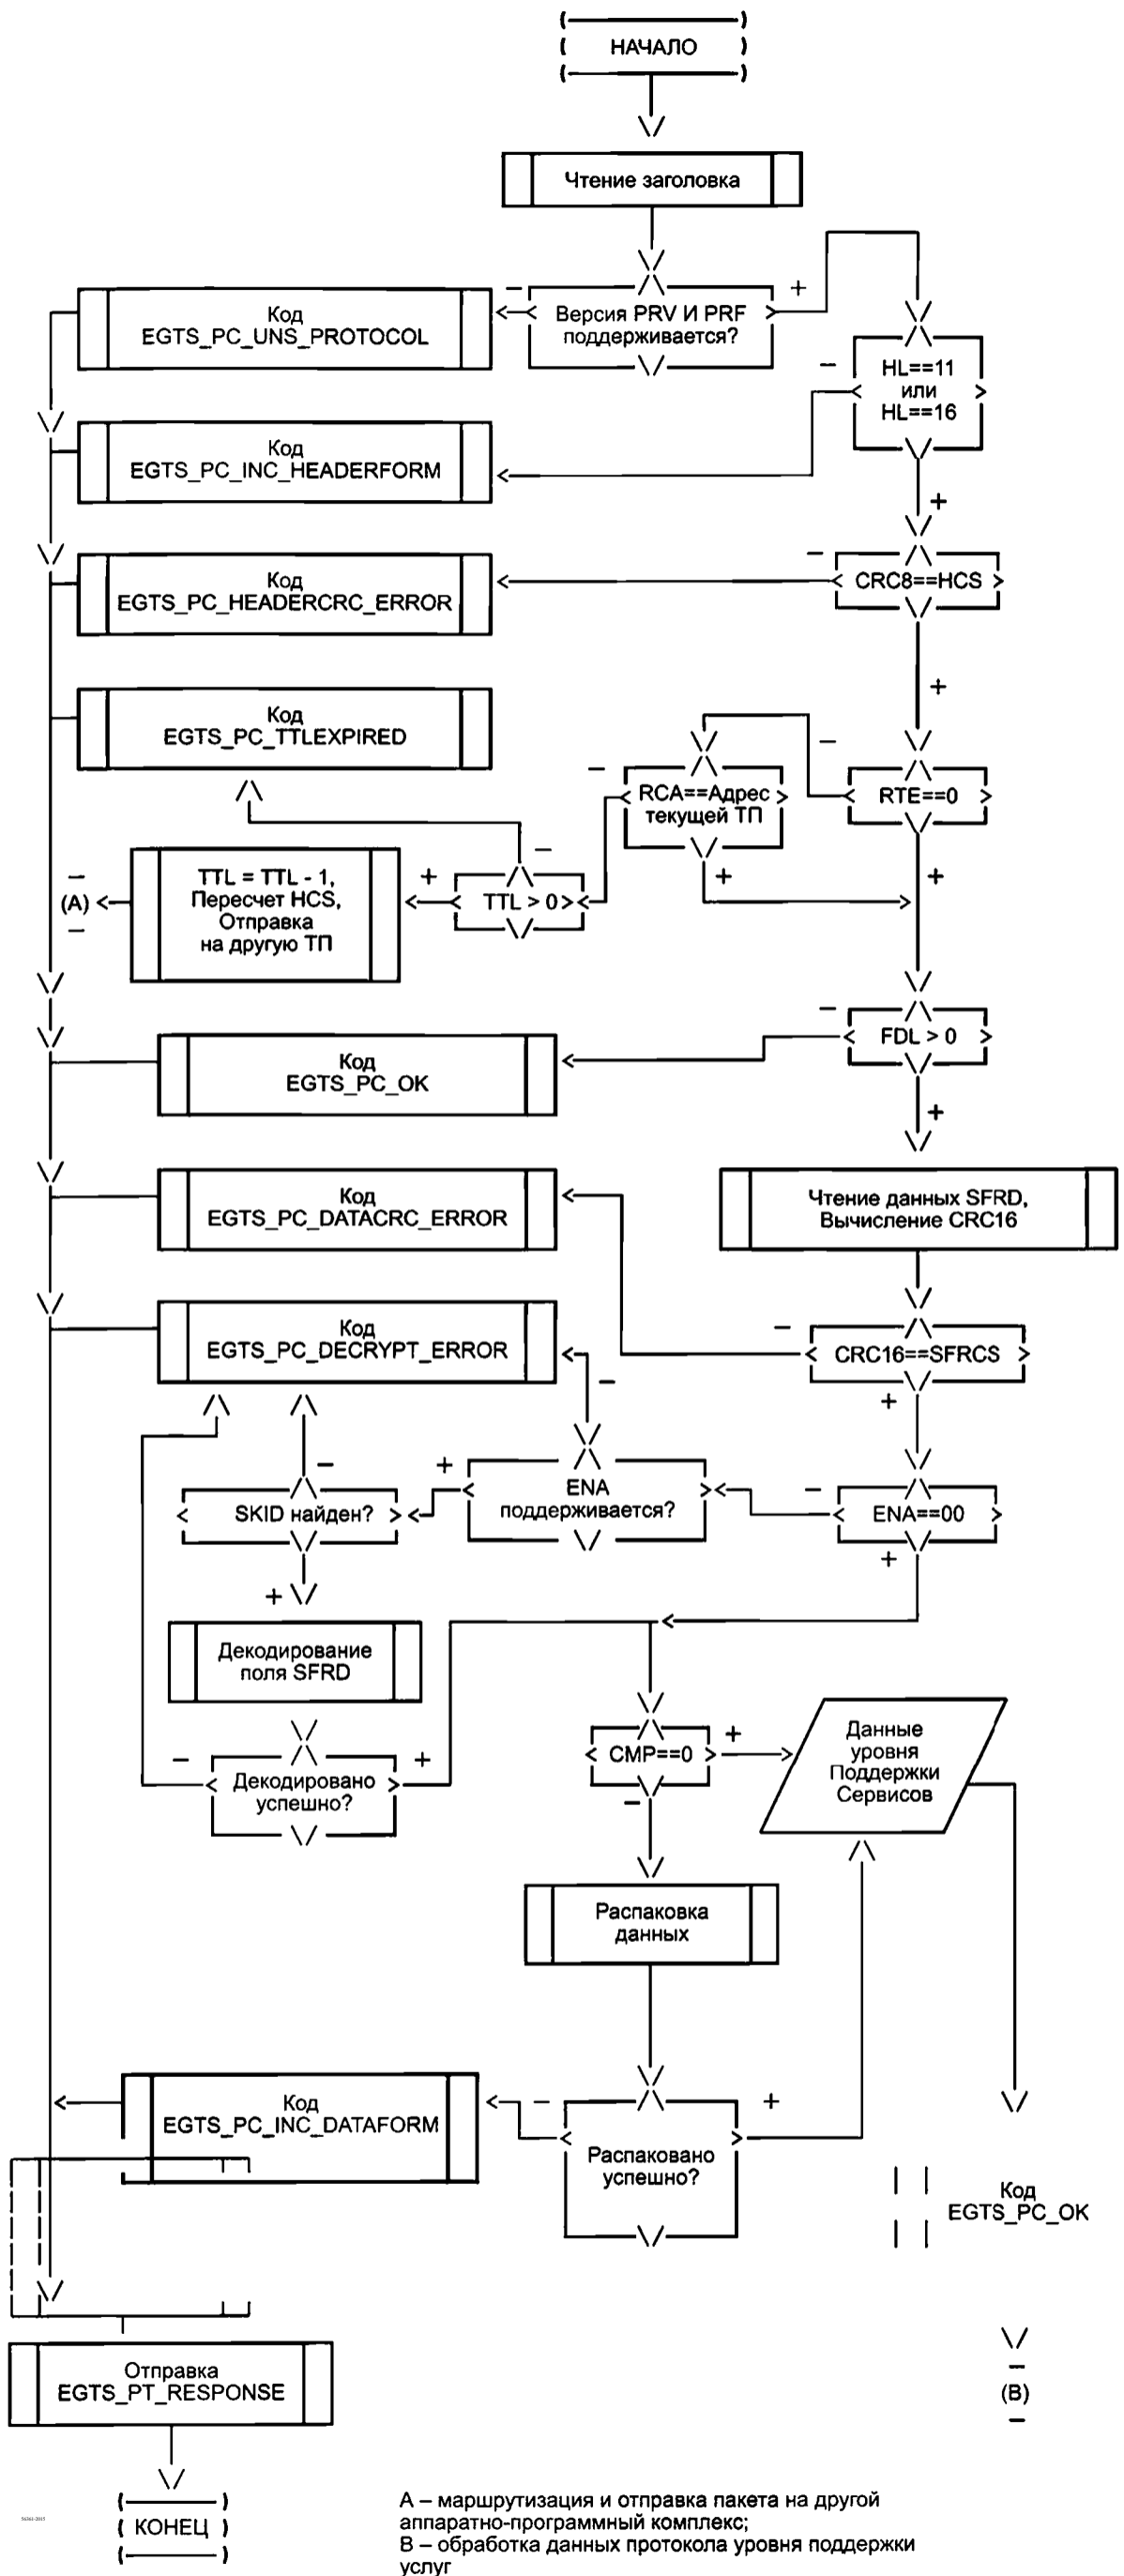 НАЧАЛО
Чтение заголовка
Версия PRV И PRF
поддерживается?
−
+
Код
EGTS_PC_UNS_PROTOCOL
HL==11
или
HL==16
−
+
Код
EGTS_PC_INC_HEADERFORM
CRC8==HCS
−
+
Код
EGTS_PC_HEADERCRC_ERROR
Код
EGTS_PC_TTLEXPIRED
RTE==0
−
+
RCA==Адрес
текущей ТП
−
+
TTL > 0
−
+
TTL = TTL - 1,
Пересчет HCS,
Отправка
на другую ТП
(A)
FDL > 0
−
+
Код
EGTS_PC_OK
Чтение данных SFRD,
Вычисление CRC16
Код
EGTS_PC_DATACRC_ERROR
CRC16==SFRCS
−
+
Код
EGTS_PC_DECRYPT_ERROR
ENA==00
−
+
ENA
поддерживается?
−
+
SKID найден?
−
+
Декодирование
поля SFRD
Декодировано
успешно?
−
+
CMP==0
+
−
Данные
уровня
Поддержки
Сервисов
Распаковка
данных
Распаковано
успешно?
−
+
Код
EGTS_PC_INC_DATAFORM
Код
EGTS_PC_OK
(B)
Отправка
EGTS_PT_RESPONSE
КОНЕЦ
А – маршрутизация и отправка пакета на другой
аппаратно-программный комплекс;
В – обработка данных протокола уровня поддержки
услуг